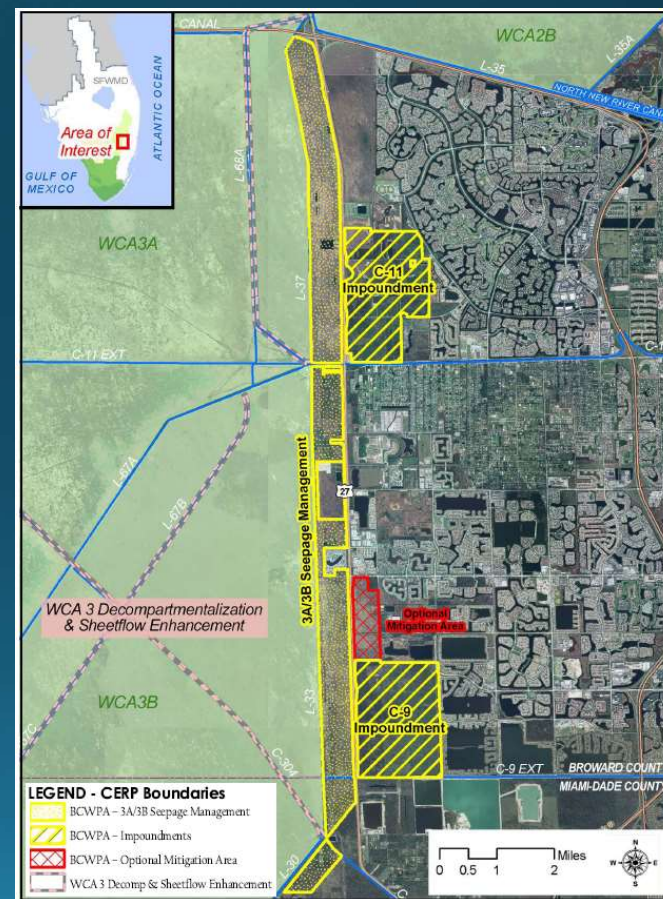 SFWMD
Area of
Interest
ATLANTIC OCEAN
GULF OF
MEXICO
CANAL
WCA2B
L-35A
L-35
NORTH NEW RIVER CANAL
L-68A
WCA3A
L-37
C-11
Impoundment
C-11 EXT
L-67A
L-67B
3A/3B Seepage Management
27
WCA 3 Decompartmentalization
& Sheetflow Enhancement
Optional
Mitigation Area
WCA3B
L-33
C-9
Impoundment
C-304
C-9 EXT
BROWARD COUNTY
MIAMI-DADE COUNTY
L-30
LEGEND - CERP Boundaries
BCWPA – 3A/3B Seepage Management
BCWPA – Impoundments
BCWPA – Optional Mitigation Area
WCA 3 Decomp & Sheetflow Enhancement
Miles
0 0.5 1 2
N
W E
S